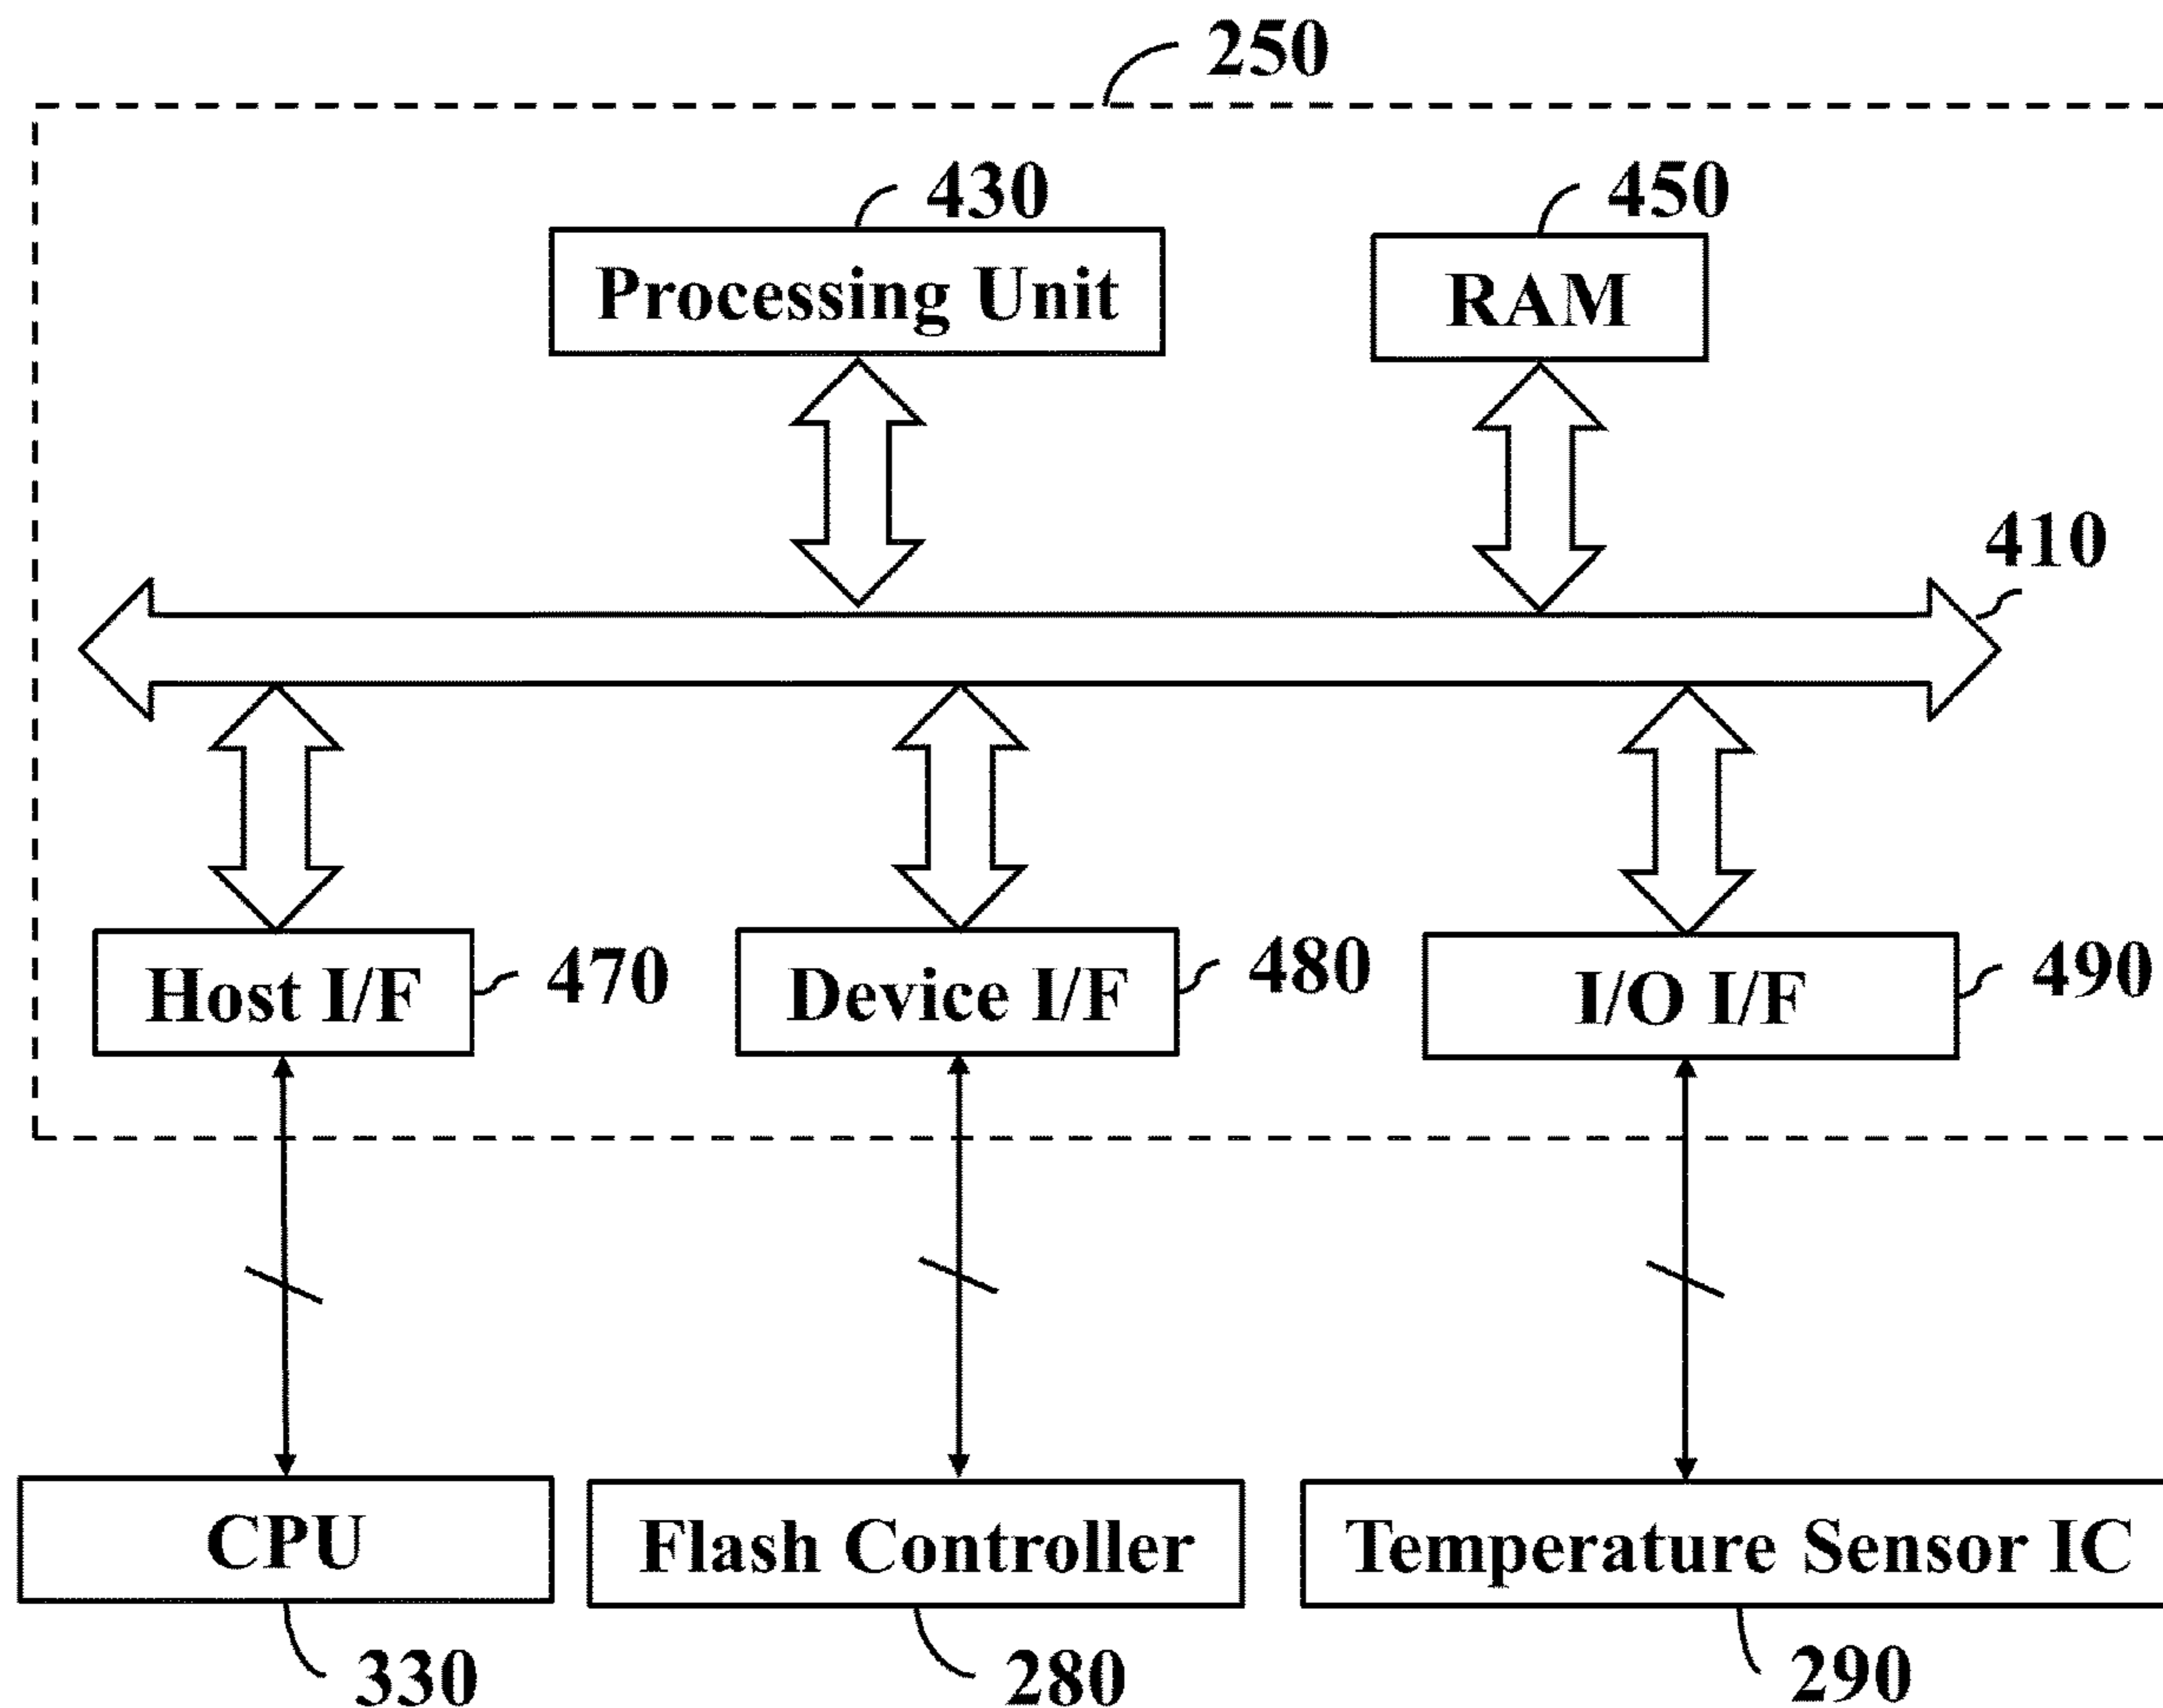 250
430
450
Processing Unit
RAM
410
Host I/F
470
Device I/F
480
I/O I/F
490
CPU
Flash Controller
Temperature Sensor IC
330
280
290